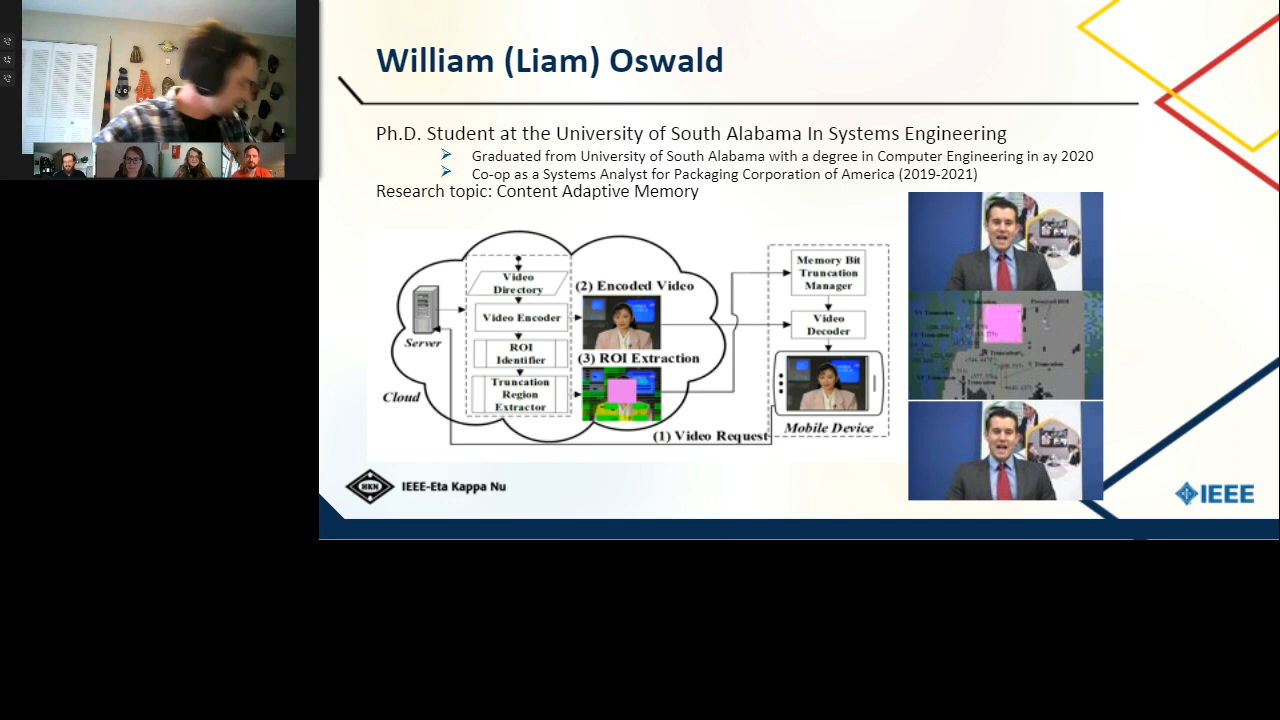 William (Liam) Oswald
Ph.D. Student at the University of South Alabama In Systems Engineering
Graduated from University of South Alabama with a degree in Computer Engineering in ay 2020
Co-op as a Systems Analyst for Packaging Corporation of America (2019-2021)
Research topic: Content Adaptive Memory
Video
Directory
Video Encoder
ROI
Identifier
Truncation
Region
Extractor
Server
Cloud
(2) Encoded Video
(3) ROI Extraction
(1) Video Request
Memory Bit
Truncation
Manager
Video
Decoder
Mobile Device
HKN
IEEE-Eta Kappa Nu
IEEE